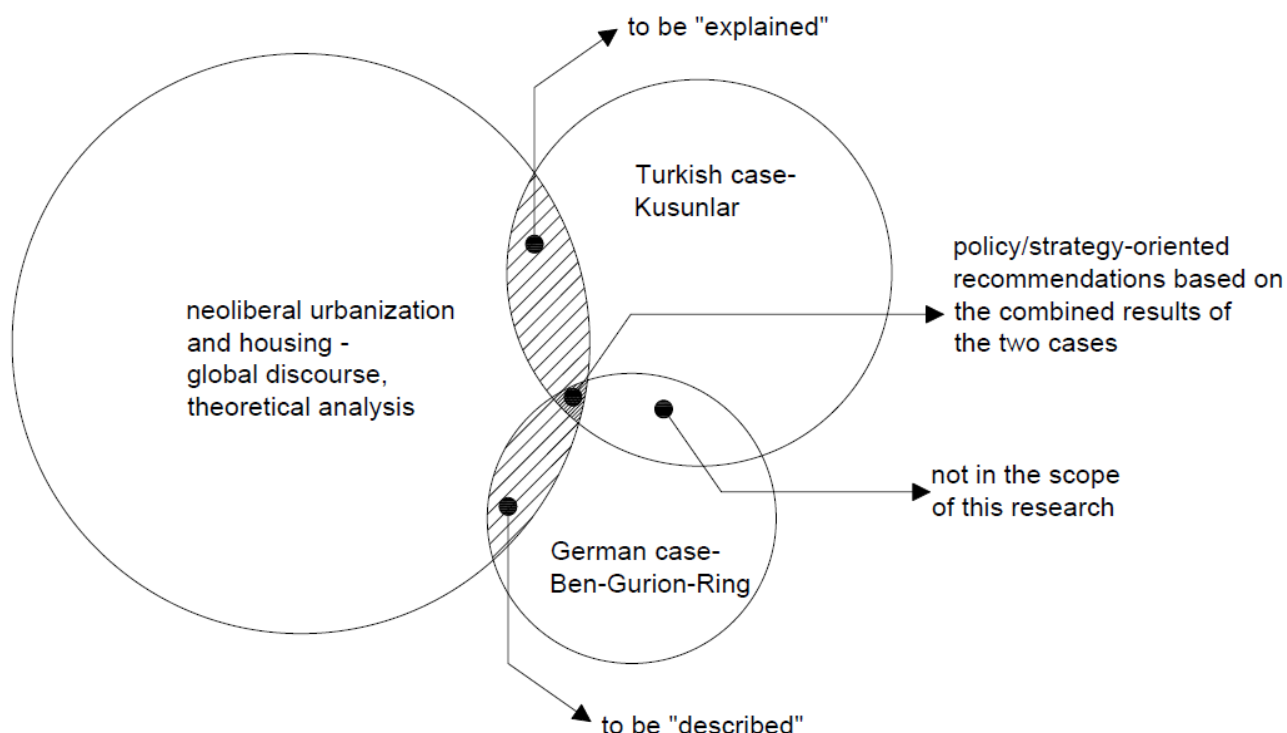 to be "explained"
Turkish case-
Kusunlar
policy/strategy-oriented
recommendations based on
the combined results of
the two cases
neoliberal urbanization
and housing -
global discourse,
theoretical analysis
not in the scope
of this research
German case-
Ben-Gurion-Ring
to be "described"